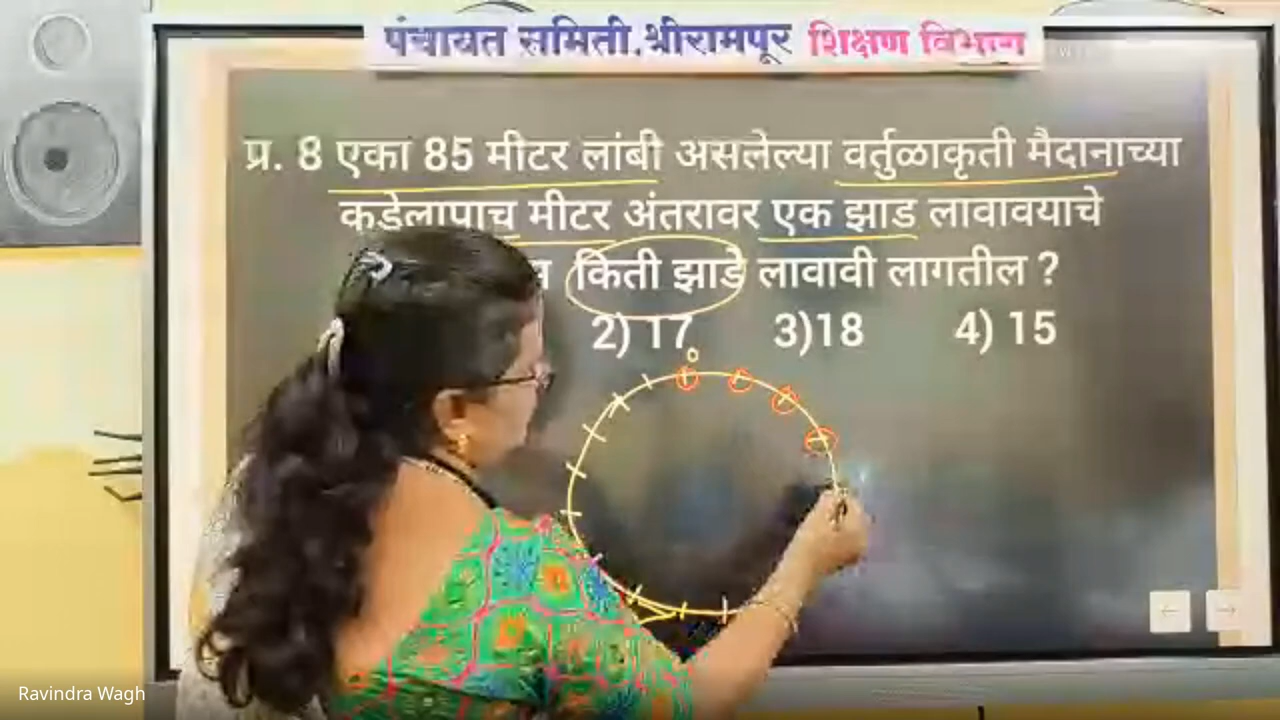 पंचायत समिती,श्रीरामपूर शिक्षण विभाग
प्र. 8 एका 85 मीटर लांबी असलेल्या वर्तुळाकृती मैदानाच्या
कडेलापाच मीटर अंतरावर एक झाड लावावयाचे
किती झाडे लावावी लागतील ?
2) 17 3)18 4) 15
Ravindra Wagh